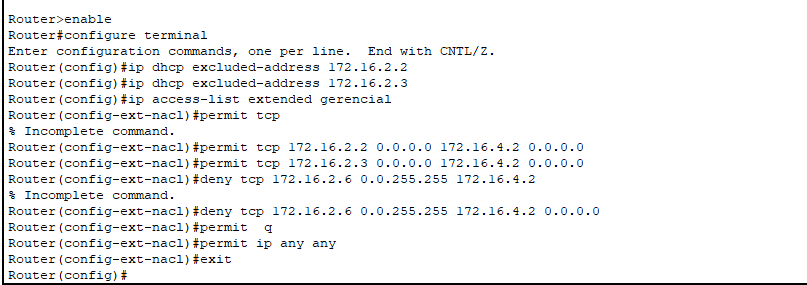 Router>enable
Router#configure terminal
Enter configuration commands, one per line.  End with CNTL/Z.
Router(config)#ip dhcp excluded-address 172.16.2.2
Router(config)#ip dhcp excluded-address 172.16.2.3
Router(config)#ip access-list extended gerencial
Router(config-ext-nacl)#permit tcp
% Incomplete command.
Router(config-ext-nacl)#permit tcp 172.16.2.2 0.0.0.0 172.16.4.2 0.0.0.0
Router(config-ext-nacl)#permit tcp 172.16.2.3 0.0.0.0 172.16.4.2 0.0.0.0
Router(config-ext-nacl)#deny tcp 172.16.2.6 0.0.255.255 172.16.4.2
% Incomplete command.
Router(config-ext-nacl)#deny tcp 172.16.2.6 0.0.255.255 172.16.4.2 0.0.0.0
Router(config-ext-nacl)#permit  q
Router(config-ext-nacl)#permit ip any any
Router(config-ext-nacl)#exit
Router(config)#